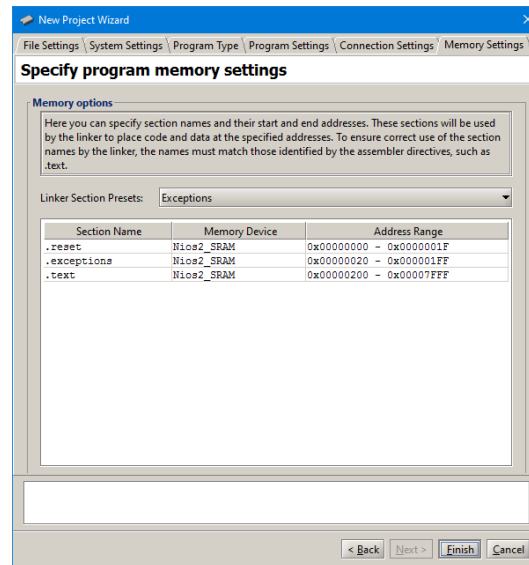 New Project Wizard
File Settings System Settings Program Type Program Settings Connection Settings Memory Settings
Specify program memory settings
Memory options
Here you can specify section names and their start and end addresses. These sections will be used
by the linker to place code and data at the specified addresses. To ensure correct use of the section
names by the linker, the names must match those identified by the assembler directives, such as
.text.
Linker Section Presets: Exceptions
Section Name Memory Device Address Range
.reset Nios2_SRAM 0x00000000 - 0x0000001F
.exceptions Nios2_SRAM 0x00000020 - 0x000001FF
.text Nios2_SRAM 0x00000200 - 0x00007FFF
< Back Next > Finish Cancel